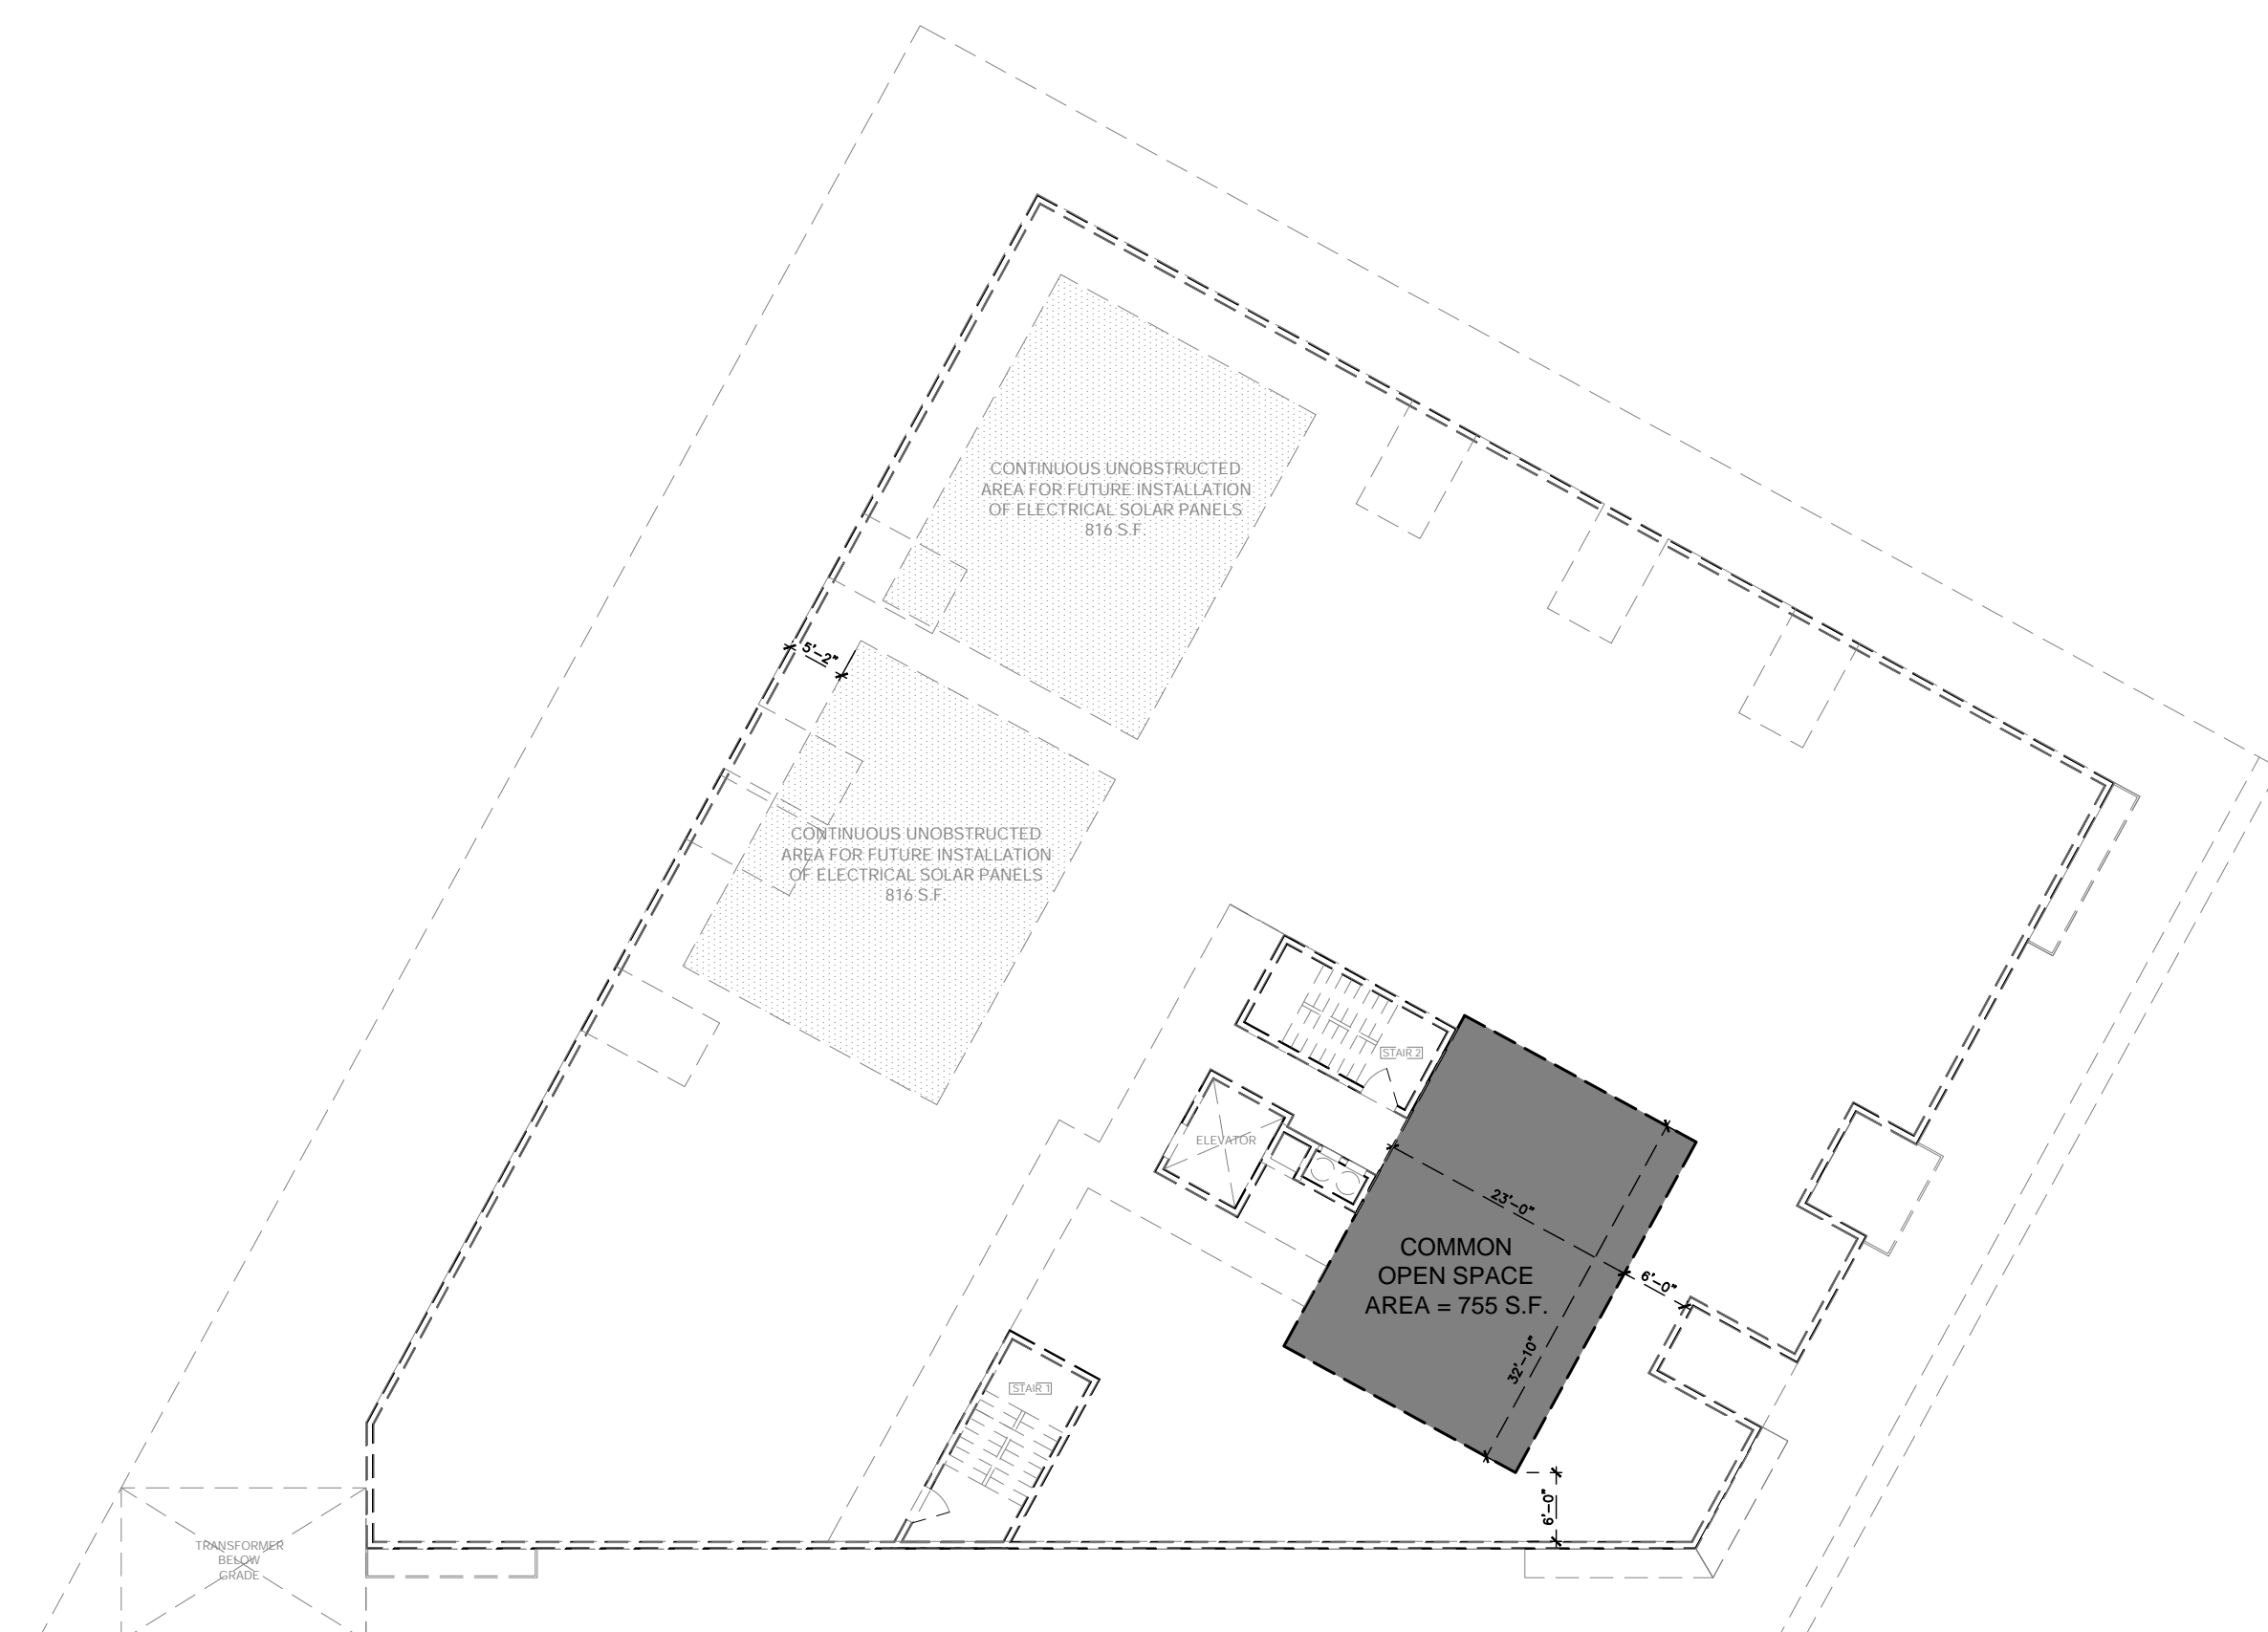 CONTINUOUS UNOBSTRUCTED
AREA FOR FUTURE INSTALLATION
OF ELECTRICAL SOLAR PANELS
816 S.F.
5'-2"
CONTINUOUS UNOBSTRUCTED
AREA FOR FUTURE INSTALLATION
OF ELECTRICAL SOLAR PANELS
816 S.F.
STAIR 2
ELEVATOR
23'-0"
COMMON
OPEN SPACE
AREA = 755 S.F.
6'-0"
32'-10"
STAIR 1
6'-0"
TRANSFORMER
BELOW
GRADE